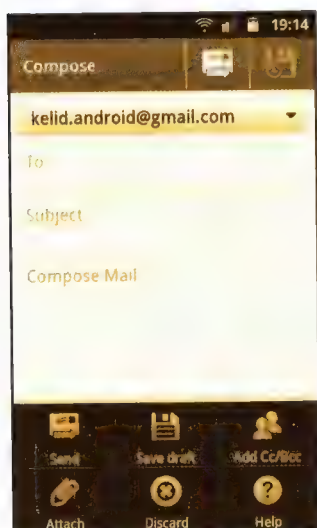 19:14
Compose
kelid.android@gmail.com
To
Subject
Compose Mail
Send Save draft Add Cc/Bcc
Attach Discard Help